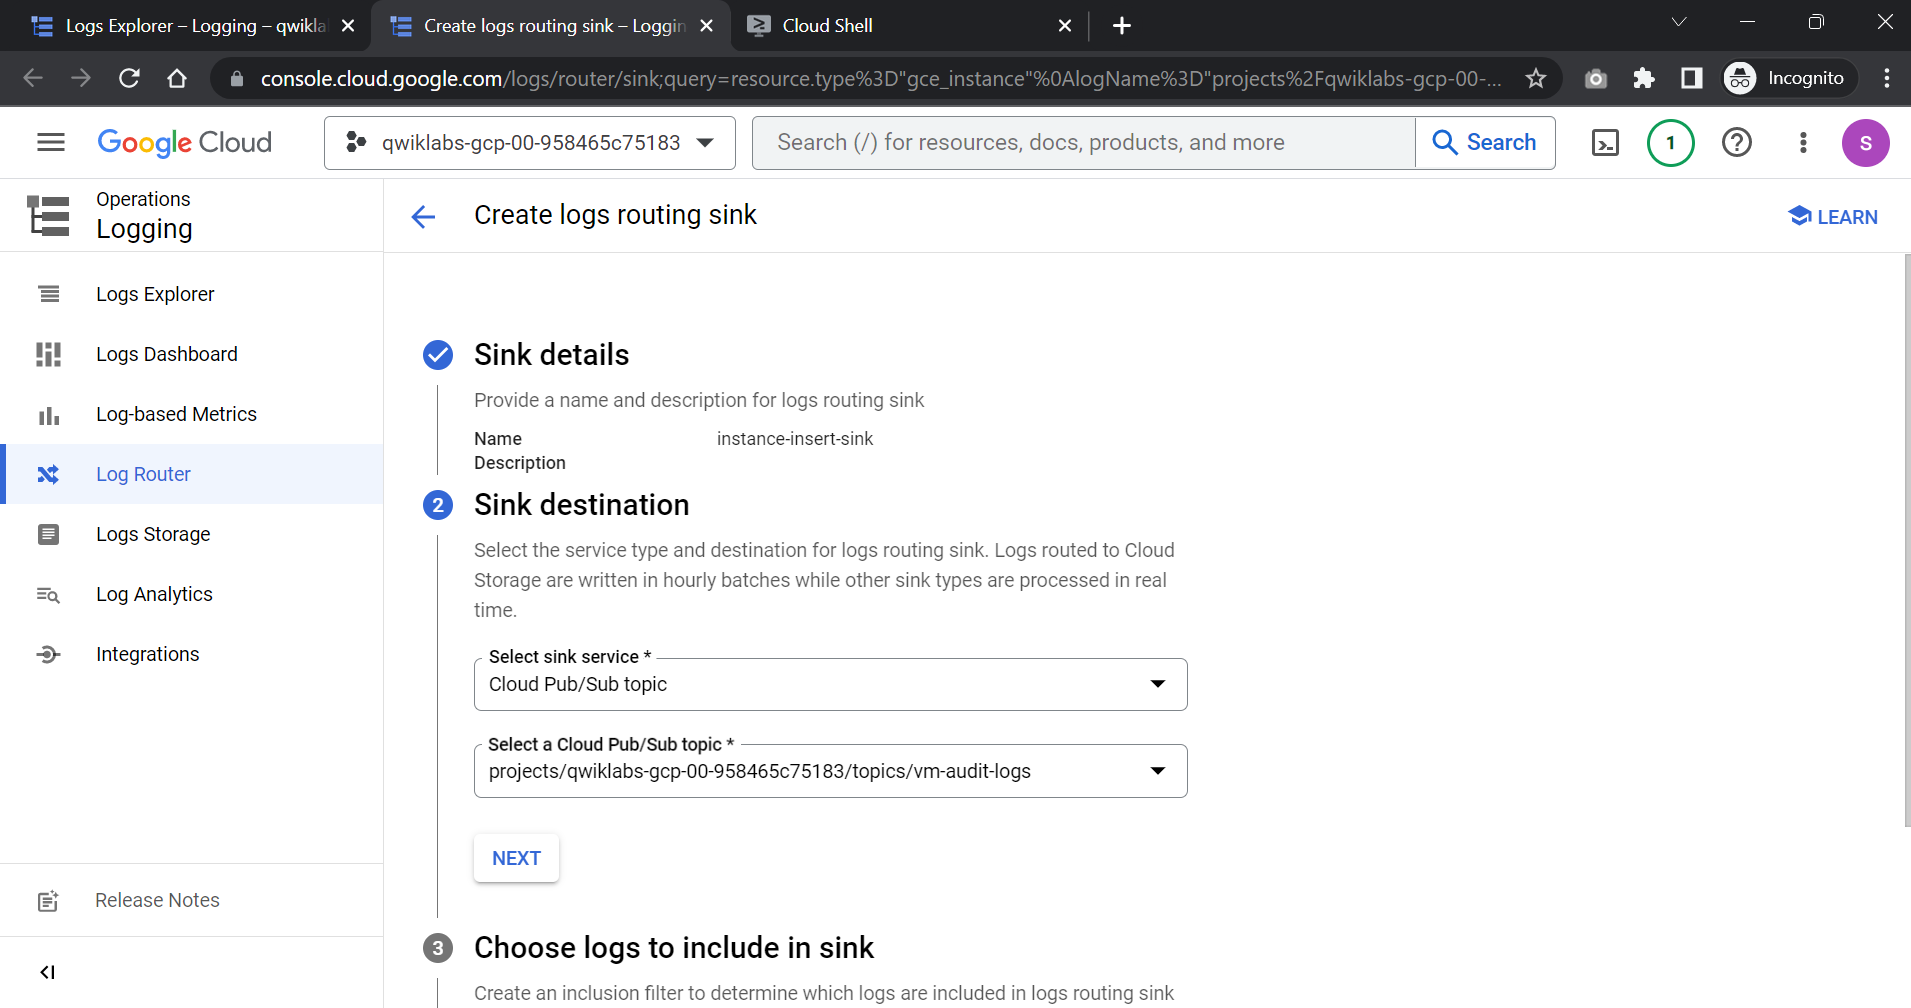 Logs Explorer – Logging – qwikla
Create logs routing sink – Loggin
Cloud Shell
console.cloud.google.com/logs/router/sink;query=resource.type%3D"gce_instance"%0AlogName%3D"projects%2Fqwiklabs-gcp-00-...
Incognito
Google Cloud
qwiklabs-gcp-00-958465c75183
Search (/) for resources, docs, products, and more
Search
1
S
Operations
Logging
Create logs routing sink
LEARN
Logs Explorer
Logs Dashboard
Log-based Metrics
Log Router
Logs Storage
Log Analytics
Integrations
Release Notes
Sink details
Provide a name and description for logs routing sink
Name instance-insert-sink
Description
2 Sink destination
Select the service type and destination for logs routing sink. Logs routed to Cloud
Storage are written in hourly batches while other sink types are processed in real
time.
Select sink service *
Cloud Pub/Sub topic
Select a Cloud Pub/Sub topic *
projects/qwiklabs-gcp-00-958465c75183/topics/vm-audit-logs
NEXT
3 Choose logs to include in sink
Create an inclusion filter to determine which logs are included in logs routing sink